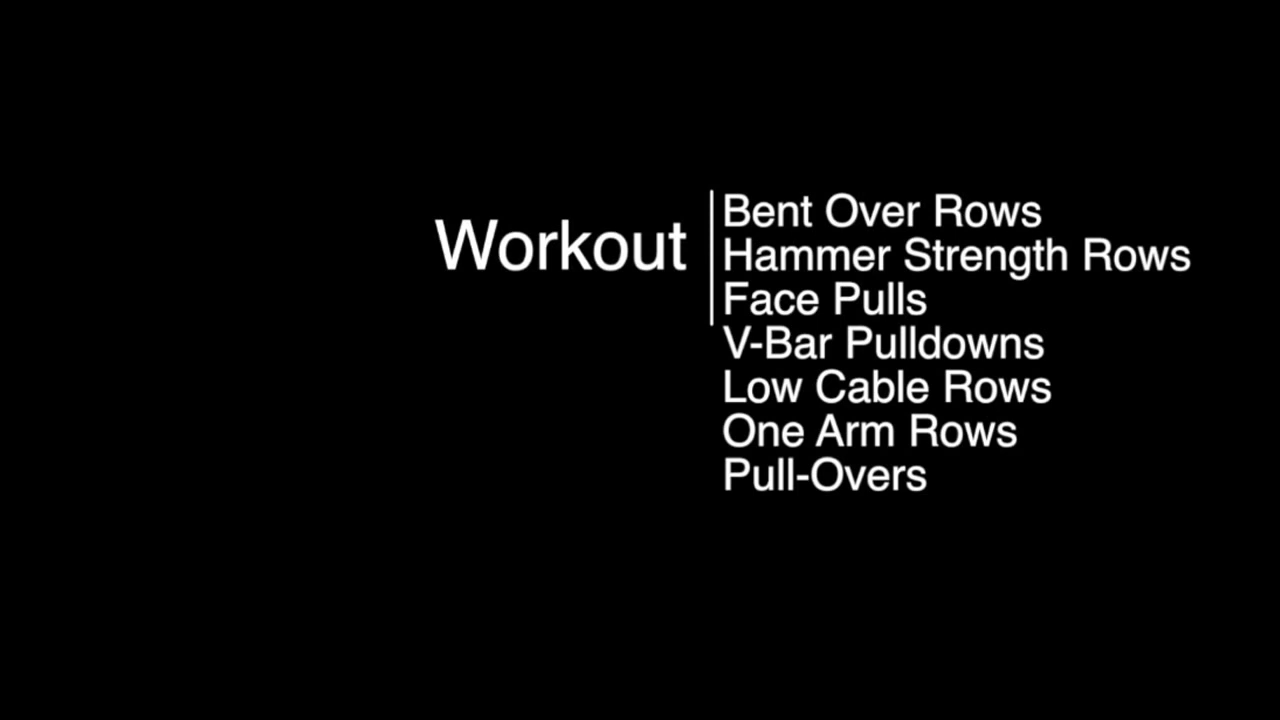 Workout
Bent Over Rows
Hammer Strength Rows
Face Pulls
V-Bar Pulldowns
Low Cable Rows
One Arm Rows
Pull-Overs